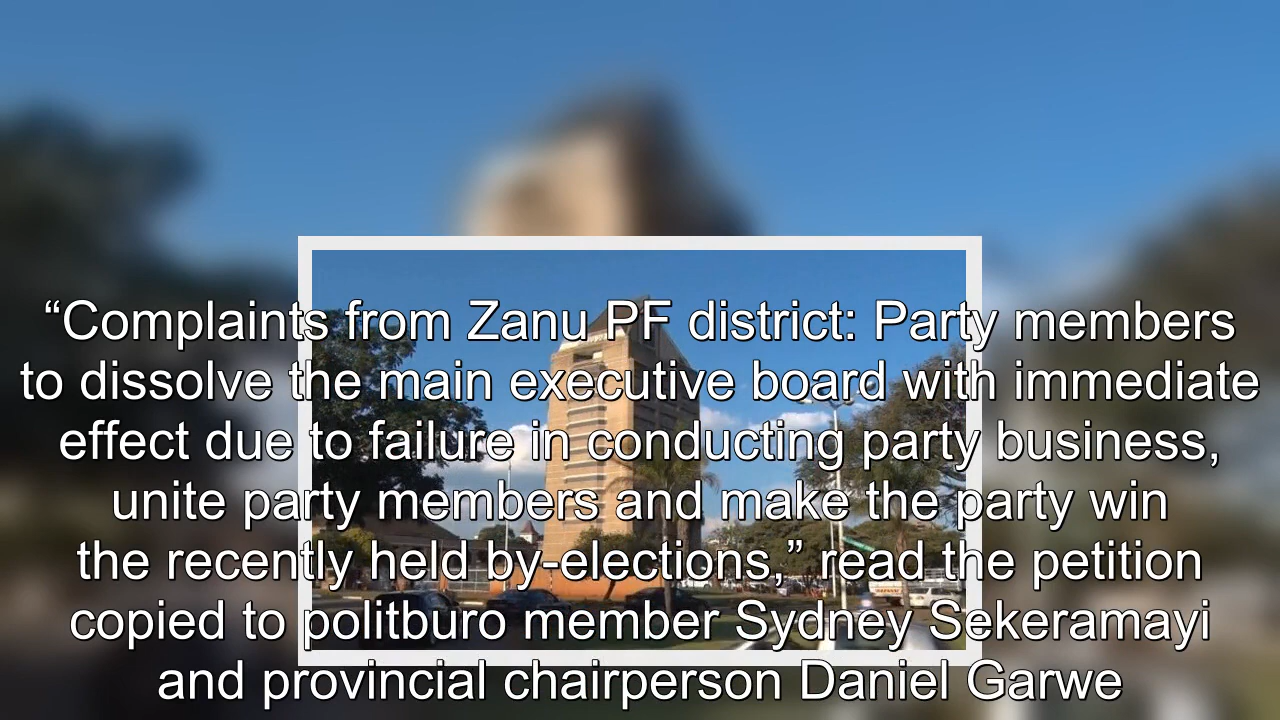 “Complaints from Zanu PF district: Party members
to dissolve the main executive board with immediate
effect due to failure in conducting party business,
unite party members and make the party win
the recently held by-elections,” read the petition
copied to politburo member Sydney Sekeramayi
and provincial chairperson Daniel Garwe